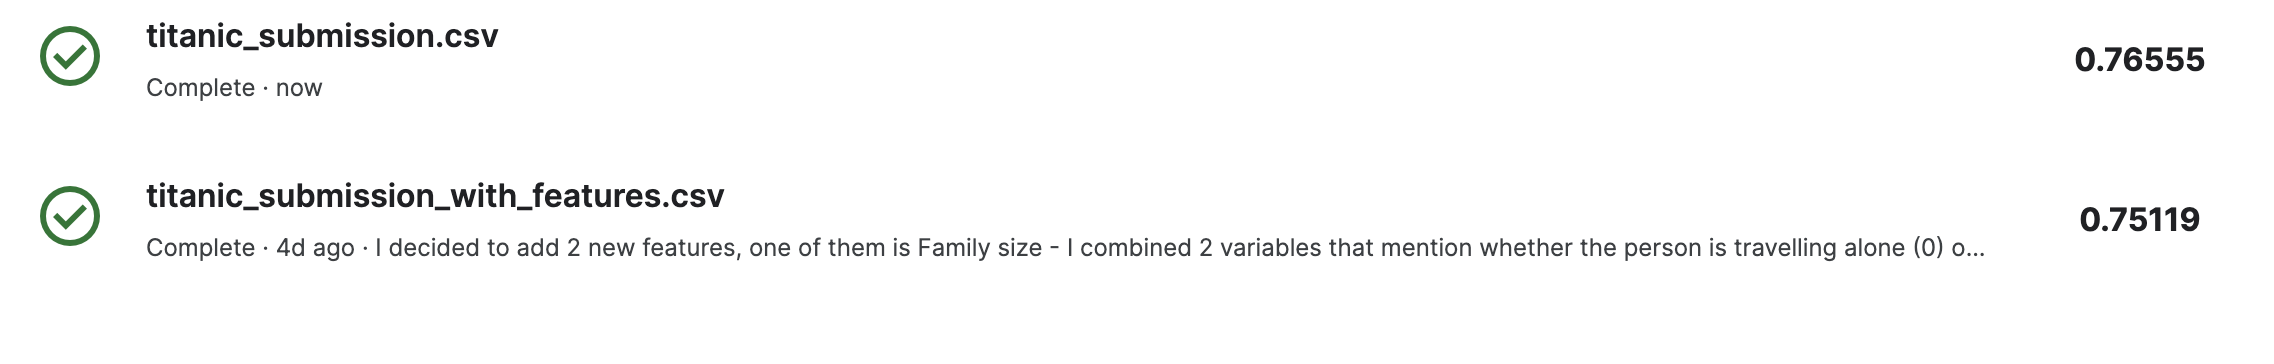 titanic_submission.csv
0.76555
Complete · now
titanic_submission_with_features.csv
0.75119
Complete · 4d ago · I decided to add 2 new features, one of them is Family size - I combined 2 variables that mention whether the person is travelling alone (0) o...